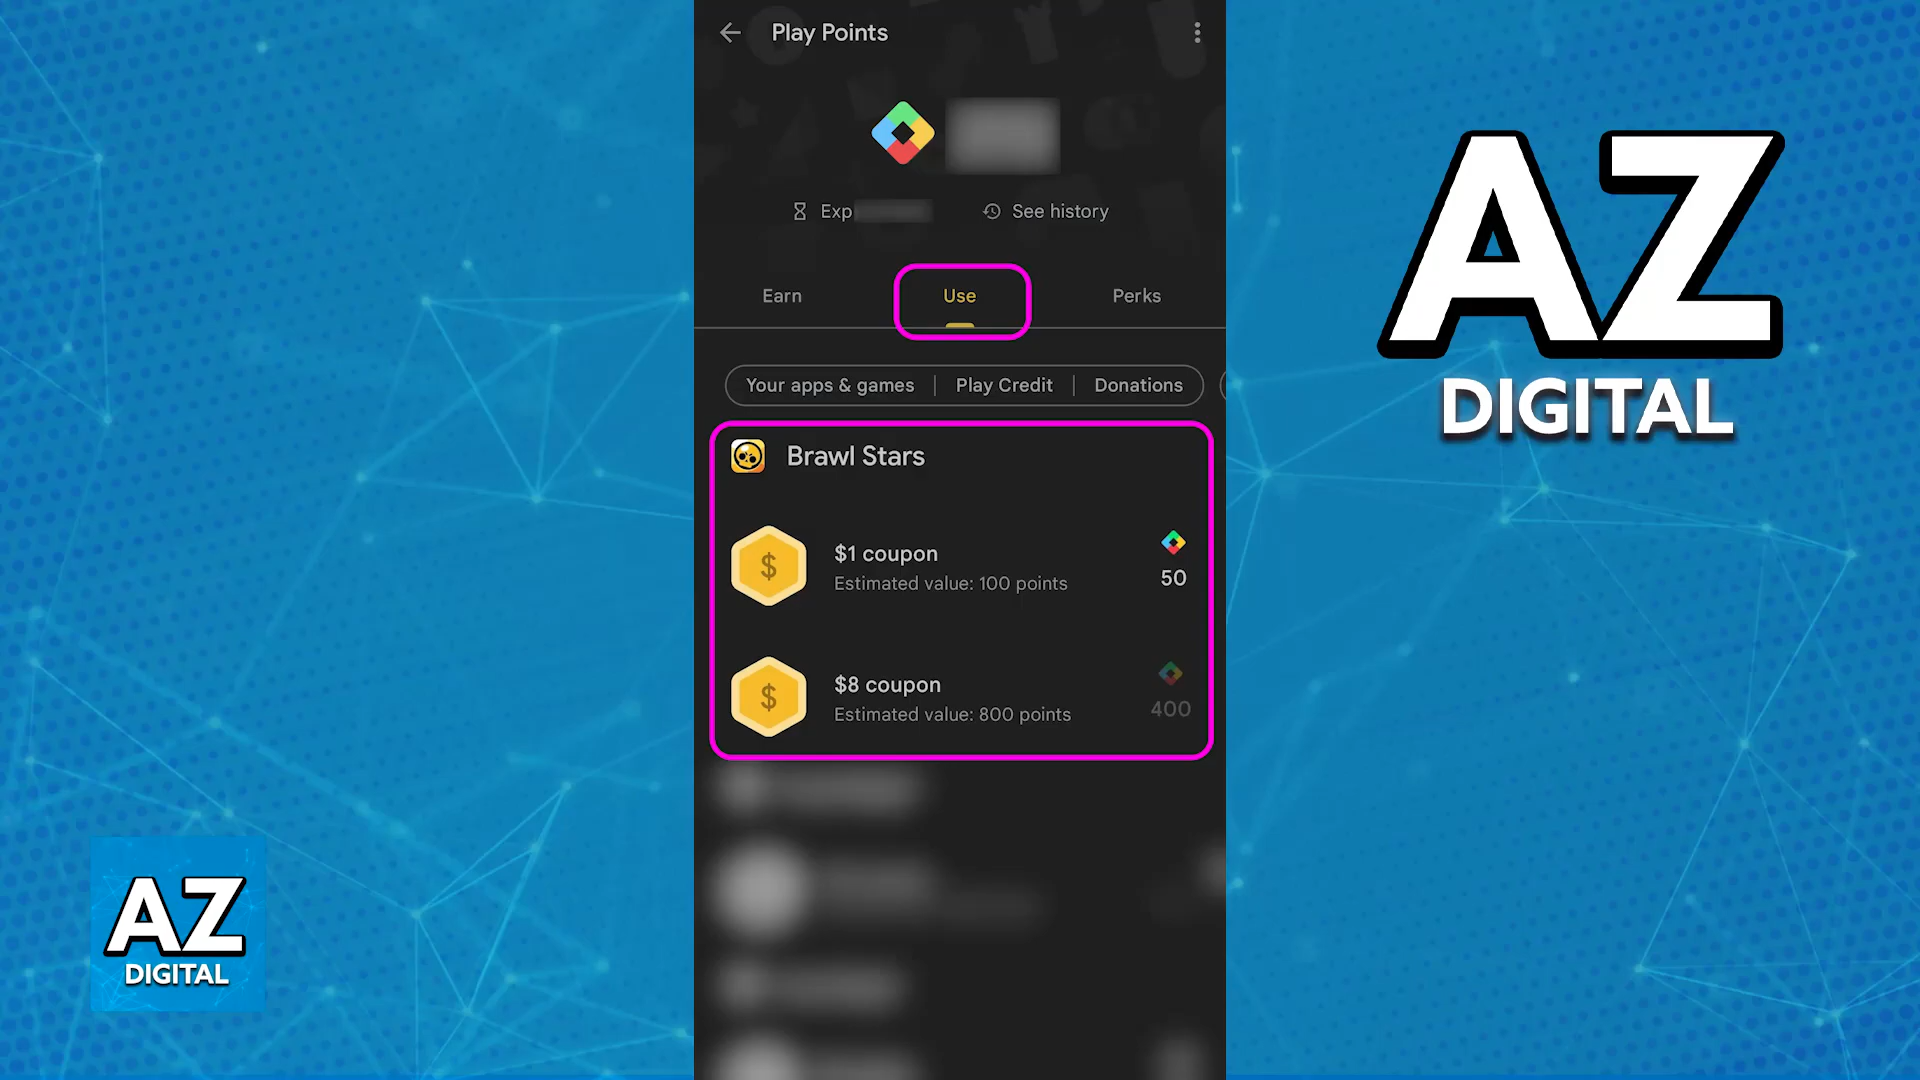 Play Points
Exp
See history
Earn
Use
Perks
Your apps & games
Play Credit
Donations
Brawl Stars
$1 coupon
Estimated value: 100 points
50
$8 coupon
Estimated value: 800 points
400
AZ
DIGITAL
AZ
DIGITAL